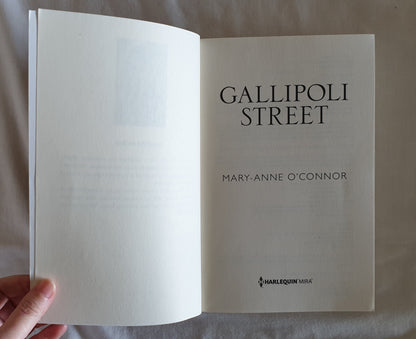 GALLIPOLI
STREET
MARY-ANNE O'CONNOR
HARLEQUIN MIRA